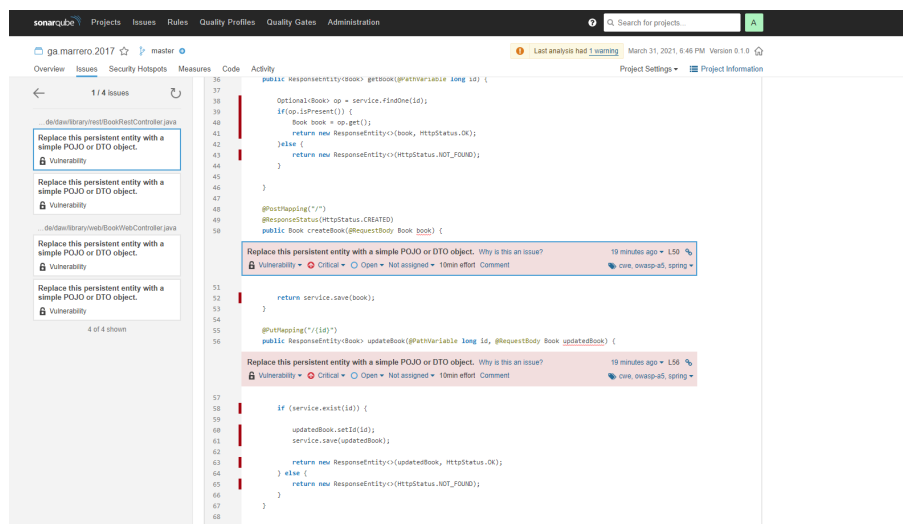 sonarqube Projects Issues Rules Quality Profiles Quality Gates Administration ? Search for projects... A
ga.marrero.2017 master Last analysis had 1 warning March 31, 2021, 6:46 PM Version 0.1.0
Overview Issues Security Hotspots Measures Code Activity Project Settings Project Information
1 / 4 issues
...de/daw/library/rest/BookRestController.java
Replace this persistent entity with a
simple POJO or DTO object.
Vulnerability
Replace this persistent entity with a
simple POJO or DTO object.
Vulnerability
...de/daw/library/web/BookWebController.java
Replace this persistent entity with a
simple POJO or DTO object.
Vulnerability
Replace this persistent entity with a
simple POJO or DTO object.
Vulnerability
4 of 4 shown
36 public ResponseEntity<Book> getBook(@PathVariable long id) {
37
38 Optional<Book> op = service.findOne(id);
39 if(op.isPresent()) {
40 Book book = op.get();
41 return new ResponseEntity<>(book, HttpStatus.OK);
42 }else {
43 return new ResponseEntity<>(HttpStatus.NOT_FOUND);
44 }
45
46 }
47
48 @PostMapping("/")
49 @ResponseStatus(HttpStatus.CREATED)
50 public Book createBook(@RequestBody Book book) {
Replace this persistent entity with a simple POJO or DTO object. Why is this an issue? 19 minutes ago L50
Vulnerability Critical Open Not assigned 10min effort Comment cwe, owasp-a5, spring
51
52 return service.save(book);
53 }
54
55 @PutMapping("/{id}")
56 public ResponseEntity<Book> updateBook(@PathVariable long id, @RequestBody Book updatedBook) {
Replace this persistent entity with a simple POJO or DTO object. Why is this an issue? 19 minutes ago L56
Vulnerability Critical Open Not assigned 10min effort Comment cwe, owasp-a5, spring
57
58 if (service.exist(id)) {
59
60 updatedBook.setId(id);
61 service.save(updatedBook);
62
63 return new ResponseEntity<>(updatedBook, HttpStatus.OK);
64 } else {
65 return new ResponseEntity<>(HttpStatus.NOT_FOUND);
66 }
67 }
68